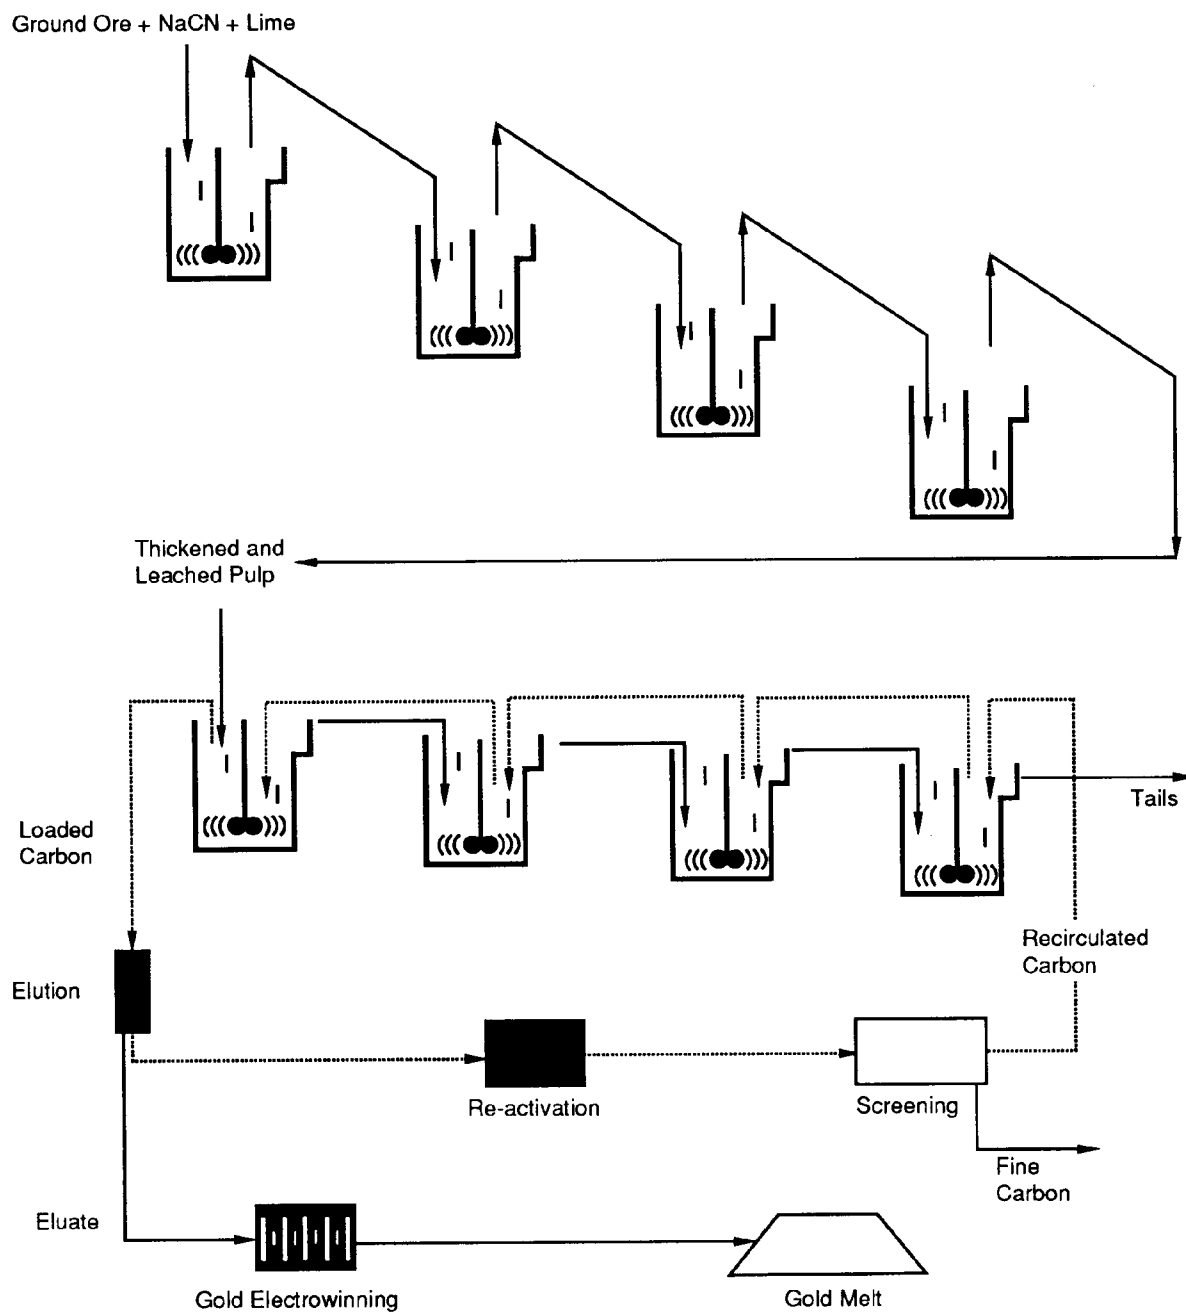 Ground Ore + NaCN + Lime
Thickened and
Leached Pulp
Tails
Loaded
Carbon
Recirculated
Carbon
Elution
Re-activation
Screening
Fine
Carbon
Eluate
Gold Electrowinning
Gold Melt